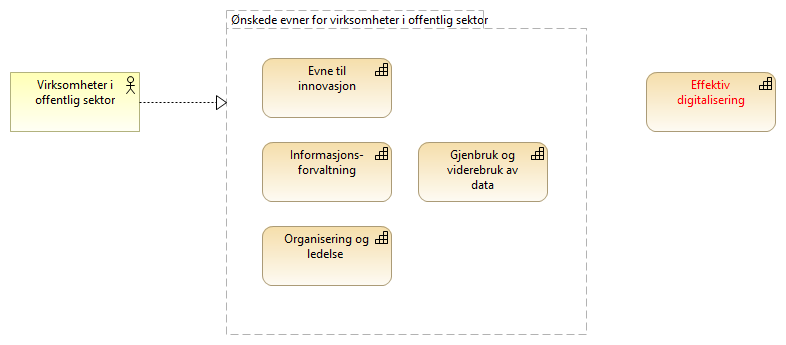 Ønskede evner for virksomheter i offentlig sektor
Virksomheter i
offentlig sektor
Evne til
innovasjon
Effektiv
digitalisering
Informasjons-
forvaltning
Gjenbruk og
viderebruk av
data
Organisering og
ledelse